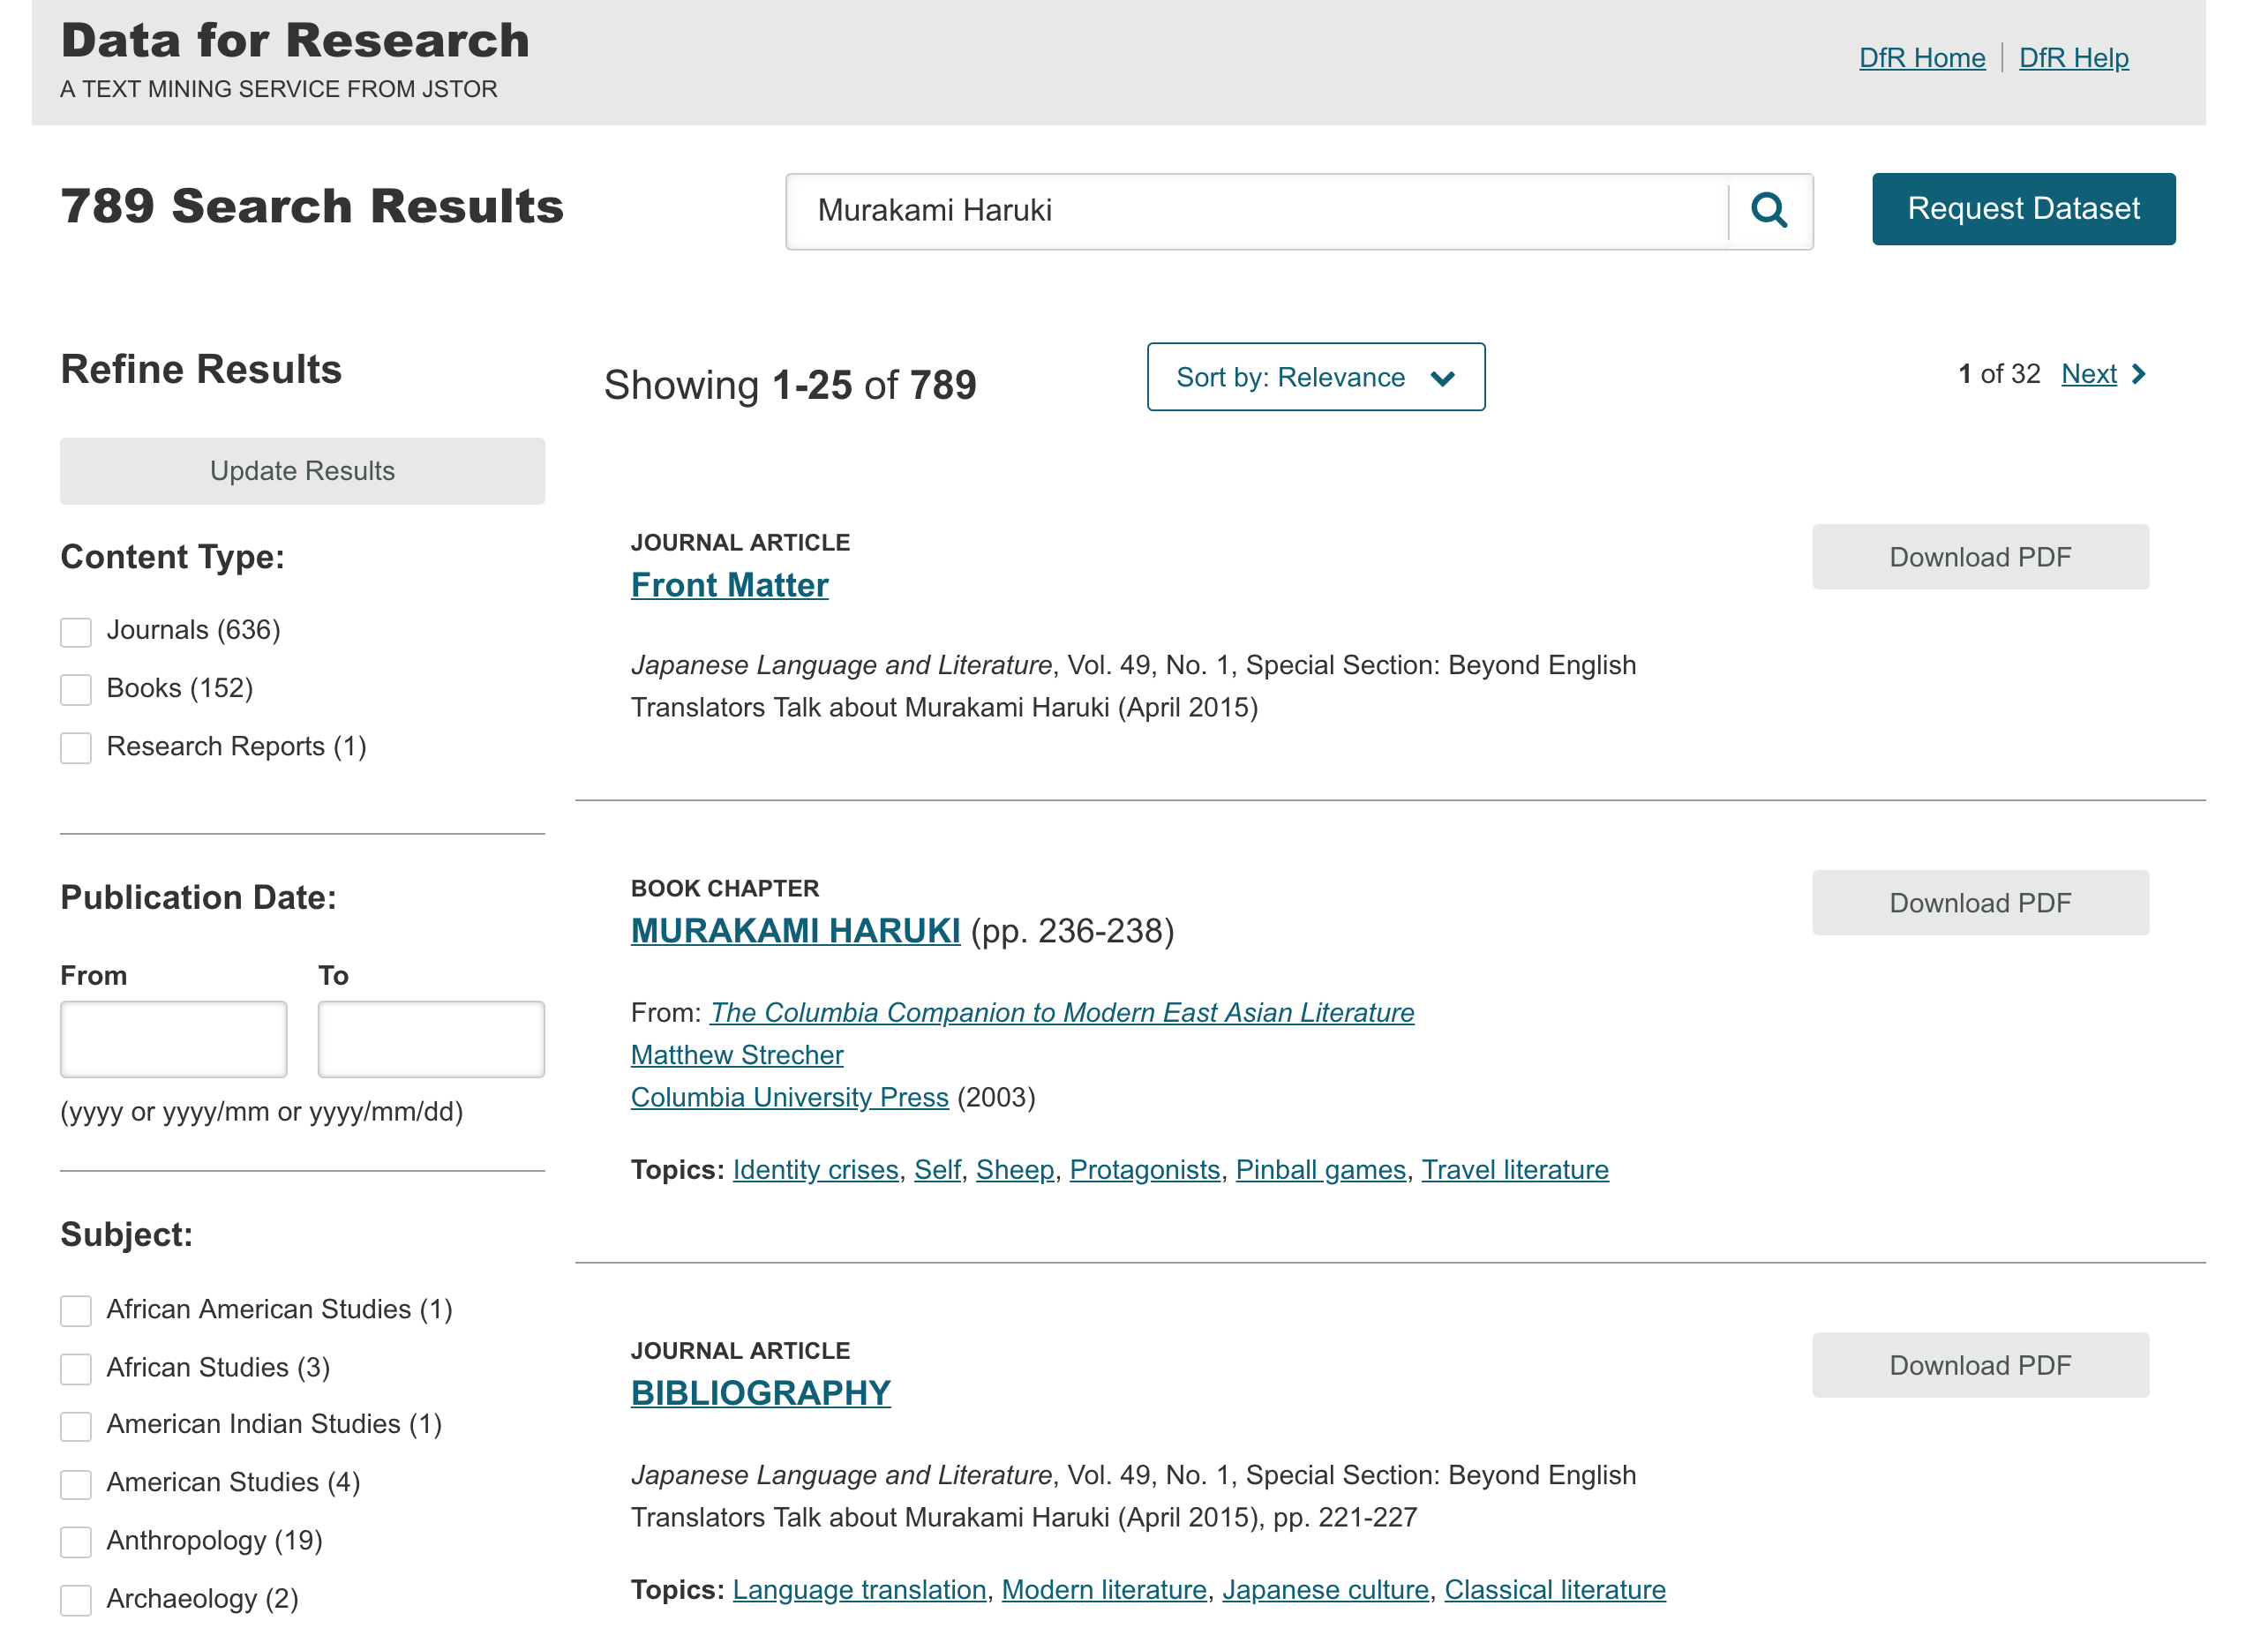 Data for Research
A TEXT MINING SERVICE FROM JSTOR
DfR Home
DfR Help
789 Search Results
Murakami Haruki
Request Dataset
Refine Results
Update Results
Content Type:
Journals (636)
Books (152)
Research Reports (1)
Publication Date:
From To
(yyyy or yyyy/mm or yyyy/mm/dd)
Subject:
African American Studies (1)
African Studies (3)
American Indian Studies (1)
American Studies (4)
Anthropology (19)
Archaeology (2)
Showing 1-25 of 789
Sort by: Relevance
1 of 32 Next
JOURNAL ARTICLE
Front Matter
Download PDF
Japanese Language and Literature, Vol. 49, No. 1, Special Section: Beyond English
Translators Talk about Murakami Haruki (April 2015)
BOOK CHAPTER
MURAKAMI HARUKI (pp. 236-238)
Download PDF
From: The Columbia Companion to Modern East Asian Literature
Matthew Strecher
Columbia University Press (2003)
Topics: Identity crises, Self, Sheep, Protagonists, Pinball games, Travel literature
JOURNAL ARTICLE
BIBLIOGRAPHY
Download PDF
Japanese Language and Literature, Vol. 49, No. 1, Special Section: Beyond English
Translators Talk about Murakami Haruki (April 2015), pp. 221-227
Topics: Language translation, Modern literature, Japanese culture, Classical literature